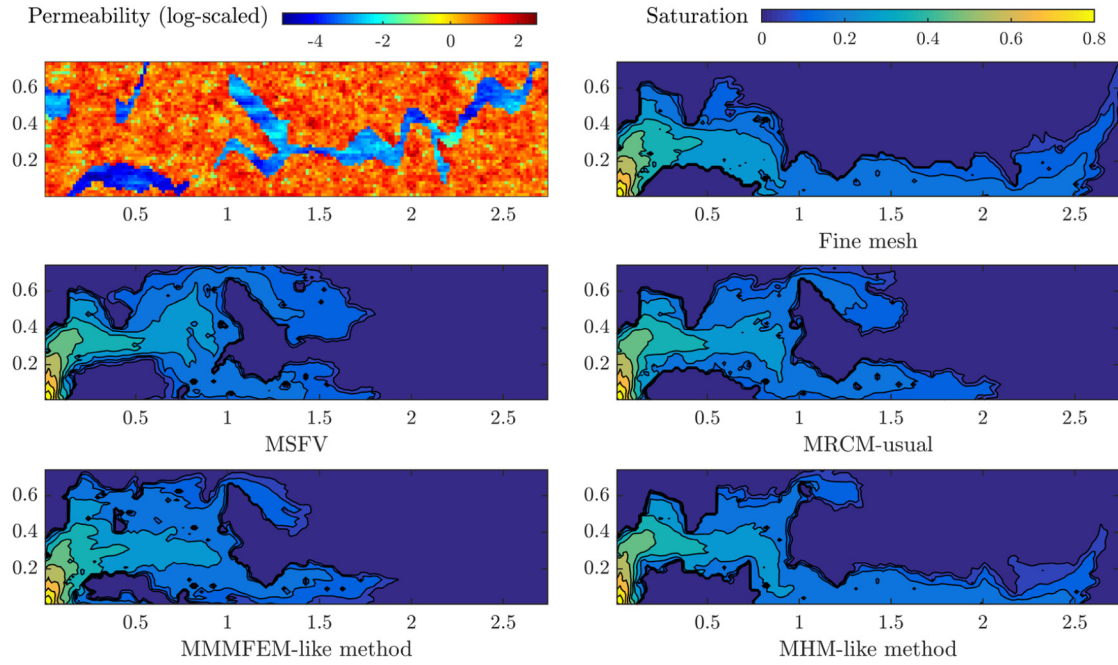 Permeability (log-scaled)
-4 -2 0 2
Saturation
0 0.2 0.4 0.6 0.8
0.6
0.4
0.2
0.5 1 1.5 2 2.5
0.6
0.4
0.2
0.5 1 1.5 2 2.5
Fine mesh
0.6
0.4
0.2
0.5 1 1.5 2 2.5
MSFV
0.6
0.4
0.2
0.5 1 1.5 2 2.5
MRCM-usual
0.6
0.4
0.2
0.5 1 1.5 2 2.5
MMMFEM-like method
0.6
0.4
0.2
0.5 1 1.5 2 2.5
MHM-like method